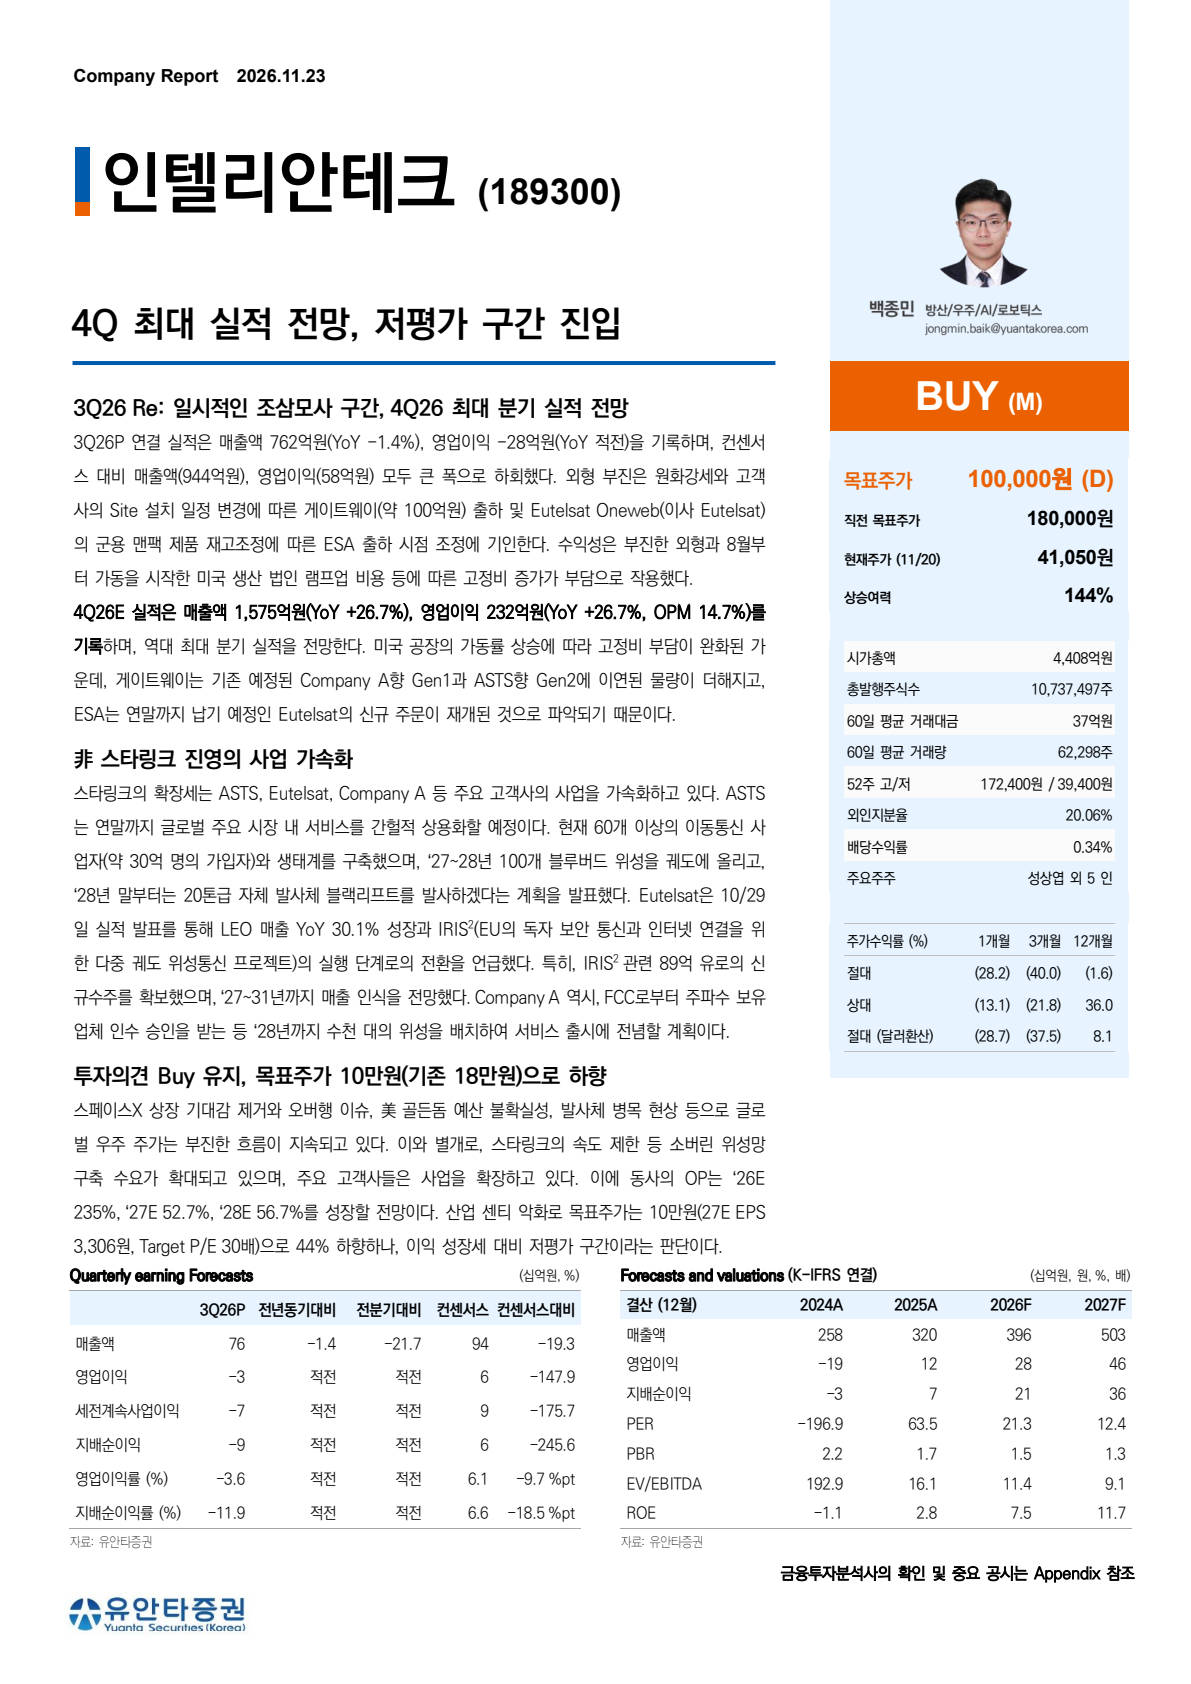 Company Report 2026.11.23
인텔리안테크 (189300)
4Q 최대 실적 전망, 저평가 구간 진입
3Q26 Re: 일시적인 조삼모사 구간, 4Q26 최대 분기 실적 전망
3Q26P 연결 실적은 매출액 762억원(YoY -1.4%), 영업이익 -28억원(YoY 적전)을 기록하며, 컨센서
스 대비 매출액(944억원), 영업이익(58억원) 모두 큰 폭으로 하회했다. 외형 부진은 원화강세와 고객
사의 Site 설치 일정 변경에 따른 게이트웨이(약 100억원) 출하 및 Eutelsat Oneweb(이사 Eutelsat)
의 군용 맨팩 제품 재고조정에 따른 ESA 출하 시점 조정에 기인한다. 수익성은 부진한 외형과 8월부
터 가동을 시작한 미국 생산 법인 램프업 비용 등에 따른 고정비 증가가 부담으로 작용했다.
4Q26E 실적은 매출액 1,575억원(YoY +26.7%), 영업이익 232억원(YoY +26.7%, OPM 14.7%)를
기록하며, 역대 최대 분기 실적을 전망한다. 미국 공장의 가동률 상승에 따라 고정비 부담이 완화된 가
운데, 게이트웨이는 기존 예정된 Company A향 Gen1과 ASTS향 Gen2에 이연된 물량이 더해지고,
ESA는 연말까지 납기 예정인 Eutelsat의 신규 주문이 재개된 것으로 파악되기 때문이다.
非 스타링크 진영의 사업 가속화
스타링크의 확장세는 ASTS, Eutelsat, Company A 등 주요 고객사의 사업을 가속화하고 있다. ASTS
는 연말까지 글로벌 주요 시장 내 서비스를 간헐적 상용화할 예정이다. 현재 60개 이상의 이동통신 사
업자(약 30억 명의 가입자)와 생태계를 구축했으며, ‘27~28년 100개 블루버드 위성을 궤도에 올리고,
‘28년 말부터는 20톤급 자체 발사체 블랙리프트를 발사하겠다는 계획을 발표했다. Eutelsat은 10/29
일 실적 발표를 통해 LEO 매출 YoY 30.1% 성장과 IRIS²(EU의 독자 보안 통신과 인터넷 연결을 위
한 다중 궤도 위성통신 프로젝트)의 실행 단계로의 전환을 언급했다. 특히, IRIS² 관련 89억 유로의 신
규수주를 확보했으며, ‘27~31년까지 매출 인식을 전망했다. Company A 역시, FCC로부터 주파수 보유
업체 인수 승인을 받는 등 ‘28년까지 수천 대의 위성을 배치하여 서비스 출시에 전념할 계획이다.
투자의견 Buy 유지, 목표주가 10만원(기존 18만원)으로 하향
스페이스X 상장 기대감 제거와 오버행 이슈, 美 골든돔 예산 불확실성, 발사체 병목 현상 등으로 글로
벌 우주 주가는 부진한 흐름이 지속되고 있다. 이와 별개로, 스타링크의 속도 제한 등 소버린 위성망
구축 수요가 확대되고 있으며, 주요 고객사들은 사업을 확장하고 있다. 이에 동사의 OP는 ‘26E
235%, ‘27E 52.7%, ‘28E 56.7%를 성장할 전망이다. 산업 센티 악화로 목표주가는 10만원(27E EPS
3,306원, Target P/E 30배)으로 44% 하향하나, 이익 성장세 대비 저평가 구간이라는 판단이다.
백종민 방산/우주/AI/로보틱스
jongmin.baik@yuantakorea.com
BUY (M)
목표주가 100,000원 (D)
직전 목표주가 180,000원
현재주가 (11/20) 41,050원
상승여력 144%
시가총액 4,408억원
총발행주식수 10,737,497주
60일 평균 거래대금 37억원
60일 평균 거래량 62,298주
52주 고/저 172,400원 / 39,400원
외인지분율 20.06%
배당수익률 0.34%
주요주주 성상엽 외 5 인
주가수익률 (%) 1개월 3개월 12개월
절대 (28.2) (40.0) (1.6)
상대 (13.1) (21.8) 36.0
절대 (달러환산) (28.7) (37.5) 8.1
Quarterly earning Forecasts (십억원, %)
3Q26P 전년동기대비 전분기대비 컨센서스 컨센서스대비
매출액 76 -1.4 -21.7 94 -19.3
영업이익 -3 적전 적전 6 -147.9
세전계속사업이익 -7 적전 적전 9 -175.7
지배순이익 -9 적전 적전 6 -245.6
영업이익률 (%) -3.6 적전 적전 6.1 -9.7 %pt
지배순이익률 (%) -11.9 적전 적전 6.6 -18.5 %pt
자료: 유안타증권
Forecasts and valuations (K-IFRS 연결) (십억원, 원, %, 배)
결산 (12월) 2024A 2025A 2026F 2027F
매출액 258 320 396 503
영업이익 -19 12 28 46
지배순이익 -3 7 21 36
PER -196.9 63.5 21.3 12.4
PBR 2.2 1.7 1.5 1.3
EV/EBITDA 192.9 16.1 11.4 9.1
ROE -1.1 2.8 7.5 11.7
자료: 유안타증권
금융투자분석사의 확인 및 중요 공시는 Appendix 참조
유안타증권
Yuanta Securities (Korea)